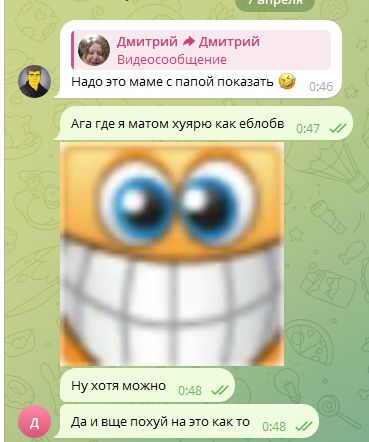 7 апреля
Дмитрий Дмитрий
Видеосообщение
Надо это маме с папой показать 🤣 0:46
Ага где я матом хуярю как еблобв 0:47
Ну хотя можно 0:48
Д
Да и вще похуй на это как то 0:48